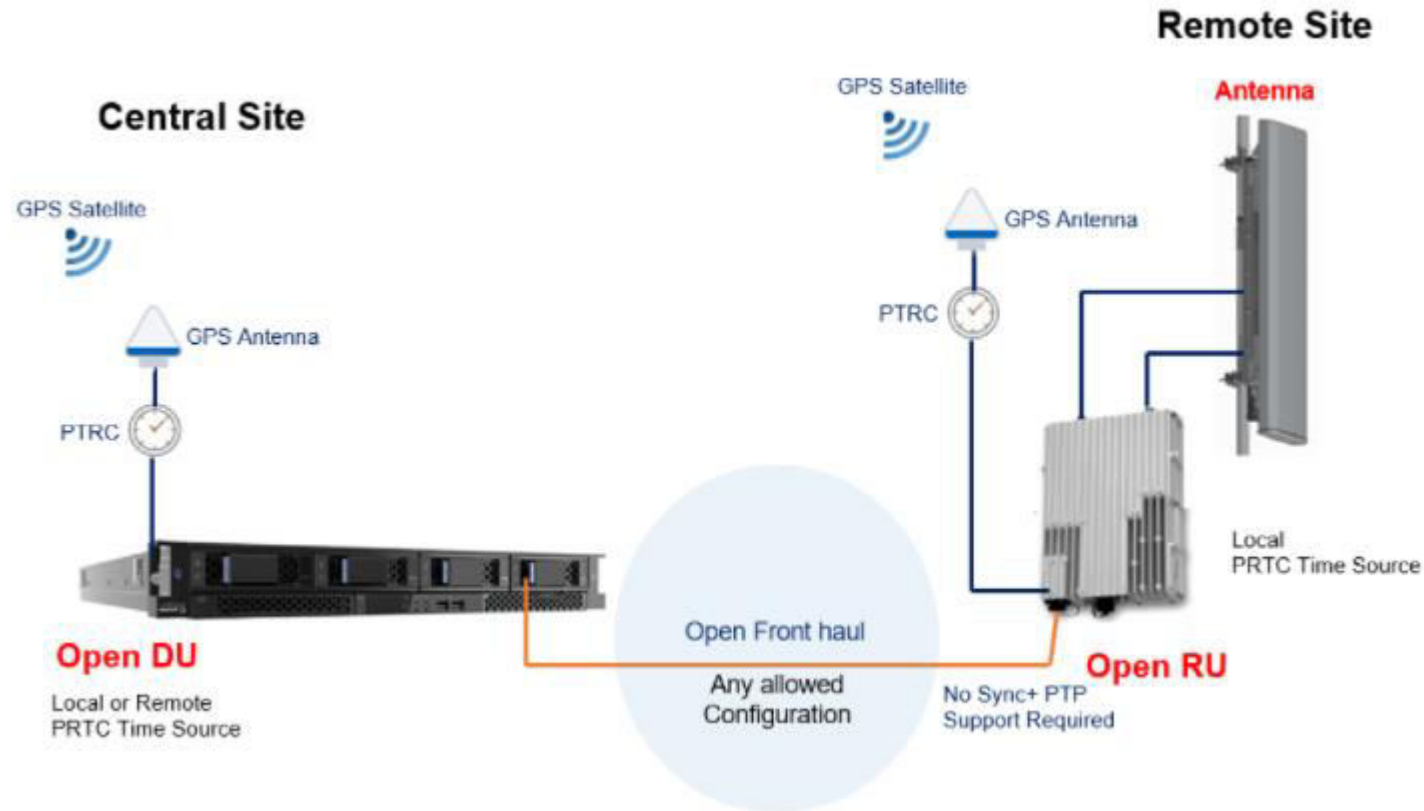 Remote Site
GPS Satellite
Antenna
Central Site
GPS Satellite
GPS Antenna
PTRC
GPS Antenna
PTRC
Local
PRTC Time Source
Open Front haul
Open DU
Open RU
Any allowed
Configuration
No Sync+ PTP
Support Required
Local or Remote
PRTC Time Source